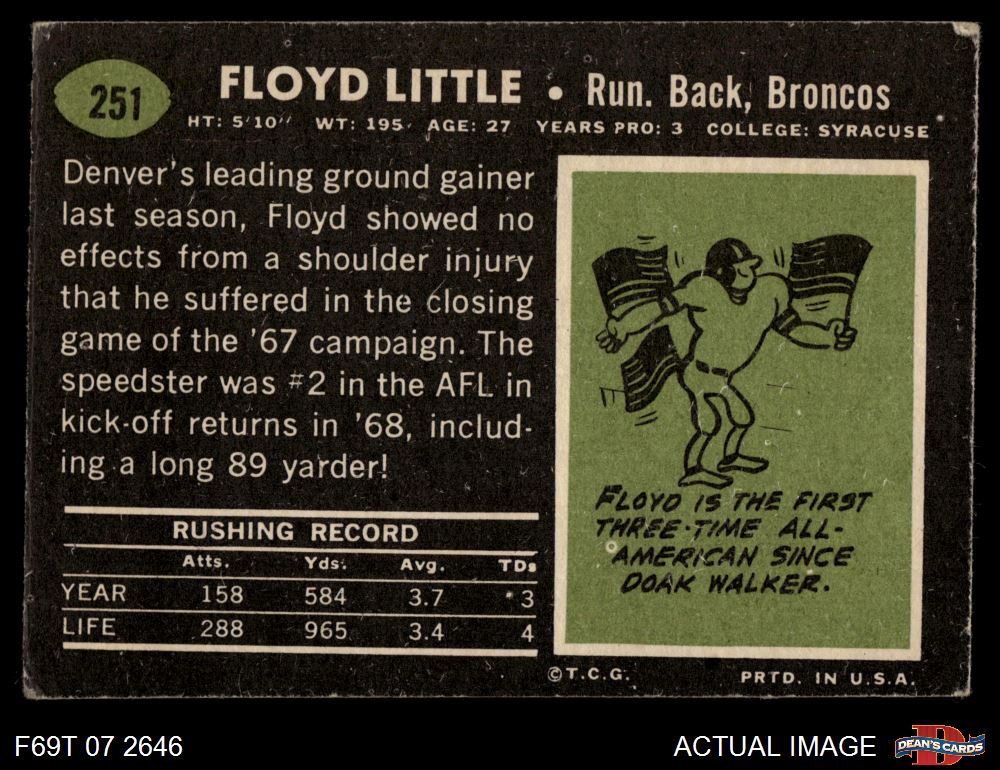 251
FLOYD LITTLE • Run. Back, Broncos
HT: 5'10" WT: 195 AGE: 27 YEARS PRO: 3 COLLEGE: SYRACUSE
Denver's leading ground gainer
last season, Floyd showed no
effects from a shoulder injury
that he suffered in the closing
game of the '67 campaign. The
speedster was #2 in the AFL in
kick-off returns in '68, includ-
ing a long 89 yarder!
RUSHING RECORD
Atts. Yds. Avg. TDs
YEAR 158 584 3.7 3
LIFE 288 965 3.4 4
FLOYD IS THE FIRST
THREE-TIME ALL-
AMERICAN SINCE
DOAK WALKER.
©T.C.G. PRTD. IN U.S.A.
F69T 07 2646 ACTUAL IMAGE DEAN'S CARDS